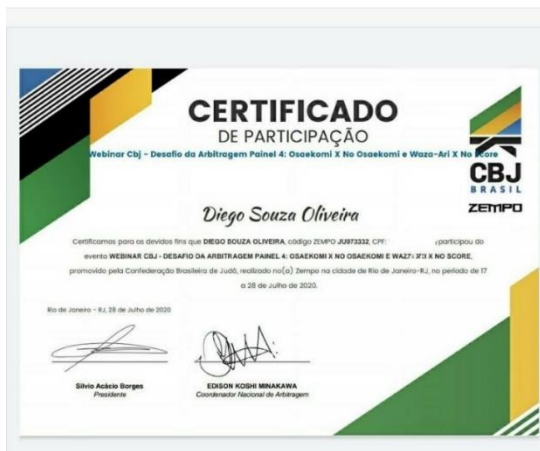 CERTIFICADO
DE PARTICIPAÇÃO
Webinar Cbj - Desafio da Arbitragem Painel 4: Osaekomi X No Osaekomi e Waza-Ari X No Score
CBJ
BRASIL
ZEMPO
Diego Souza Oliveira
Certificamos para os devidos fins que DIEGO SOUZA OLIVEIRA, código ZEMPO JU973332, CPF: participou do
evento WEBINAR CBJ - DESAFIO DA ARBITRAGEM PAINEL 4: OSAEKOMI X NO OSAEKOMI E X NO SCORE,
promovido pela Confederação Brasileira de Judô, realizado no(a) Zempo na cidade de Rio de Janeiro-RJ, no período de 17
a 28 de Julho de 2020.
Rio de Janeiro - RJ, 28 de Julho de 2020
Silvio Acácio Borges
Presidente
EDISON KOSHI MINAKAWA
Coordenador Nacional de Arbitragem